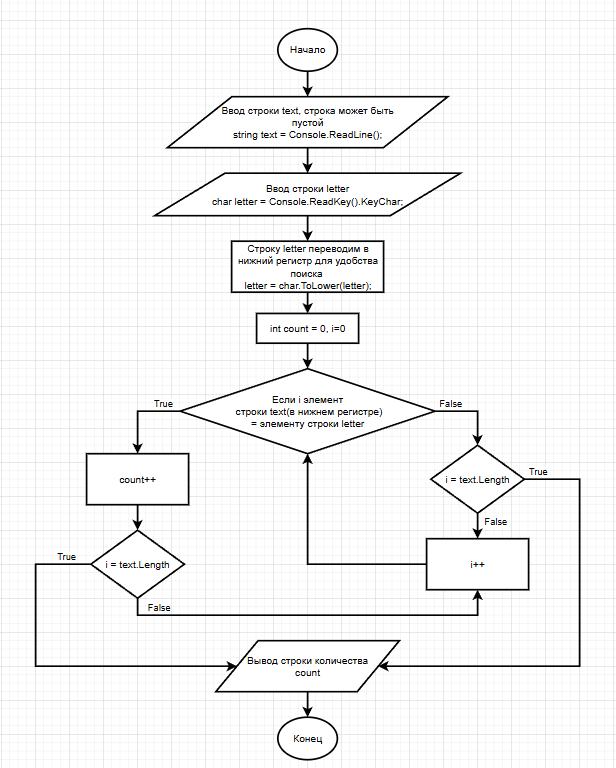 Начало
Ввод строки text, строка может быть
пустой
string text = Console.ReadLine();
Ввод строки letter
char letter = Console.ReadKey().KeyChar;
Строку letter переводим в
нижний регистр для удобства
поиска
letter = char.ToLower(letter);
int count = 0, i=0
Если i элемент
строки text(в нижнем регистре)
= элементу строки letter
True
False
count++
i = text.Length
True
False
i = text.Length
True
False
i++
Вывод строки количества
count
Конец